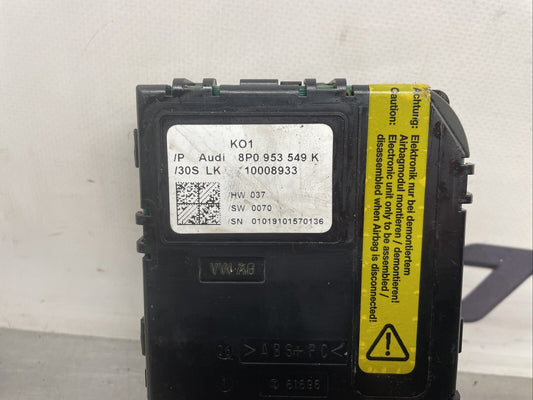 KO1
/P Audi 8P0 953 549 K
/30S LK 10008933
/HW 037
/SW 0070
/SN 01019101570136
VW AG
>ABS+PC<
61696
Achtung: Elektronik nur bei demontiertem
Airbagmodul montieren / demontieren!
Caution: Electronic unit only to be assembled /
disassembled when Airbag is disconnected!